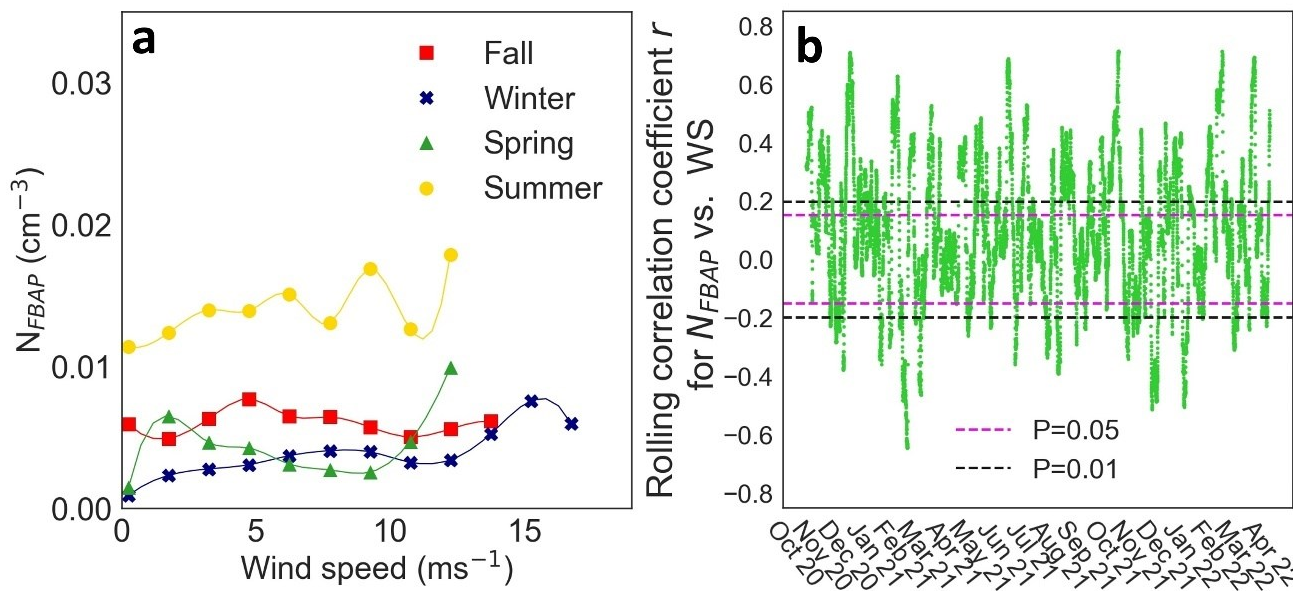 a
Fall
Winter
Spring
Summer
0.03
0.02
0.01
0.00
N_FBAP (cm⁻³)
0 5 10 15
Wind speed (ms⁻¹)
b
Rolling correlation coefficient r
for N_FBAP vs. WS
0.8
0.6
0.4
0.2
0.0
−0.2
−0.4
−0.6
−0.8
P=0.05
P=0.01
Oct 20
Nov 20
Dec 20
Jan 21
Feb 21
Mar 21
Apr 21
May 21
Jun 21
Jul 21
Aug 21
Sep 21
Oct 21
Nov 21
Dec 21
Jan 22
Feb 22
Mar 22
Apr 22